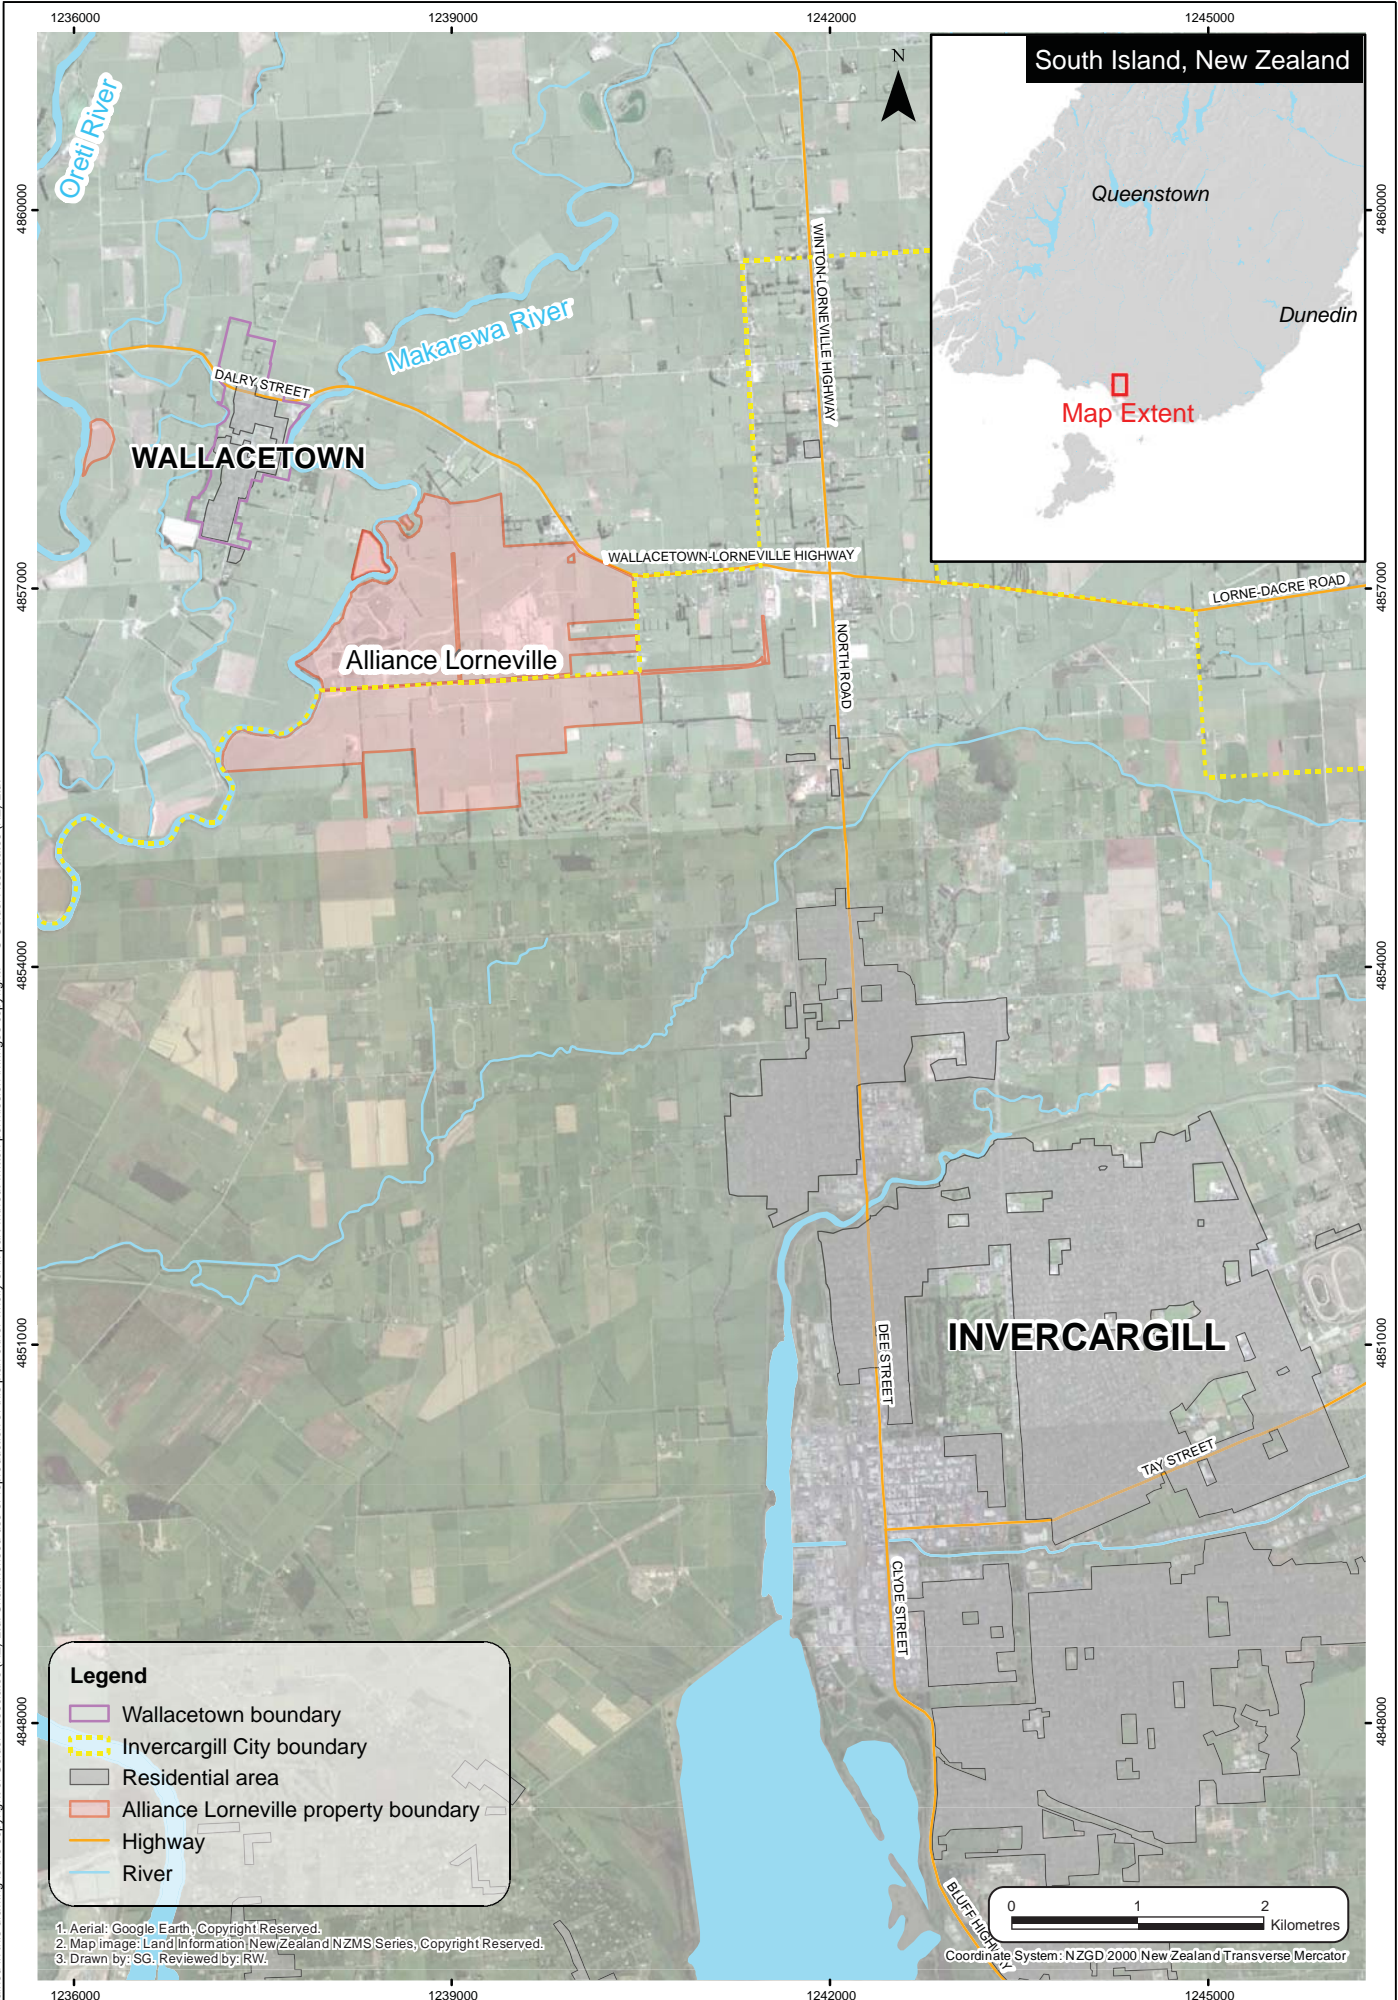 1236000
1239000
1242000
1245000
N
South Island, New Zealand
Queenstown
Dunedin
Map Extent
4860000
4860000
Oreti River
Makarewa River
WINTON-LORNEVILLE HIGHWAY
DALRY STREET
WALLACETOWN
WALLACETOWN-LORNEVILLE HIGHWAY
4857000
4857000
LORNE-DACRE ROAD
NORTH ROAD
Alliance Lorneville
4854000
4854000
4851000
4851000
INVERCARGILL
DEE STREET
TAY STREET
CLYDE STREET
4848000
4848000
BLUFF HIGHWAY
Legend
Wallacetown boundary
Invercargill City boundary
Residential area
Alliance Lorneville property boundary
Highway
River
1. Aerial: Google Earth, Copyright Reserved.
2. Map image: Land Information New Zealand NZMS Series, Copyright Reserved.
3. Drawn by: SG. Reviewed by: RW.
0 1 2
Kilometres
Coordinate System: NZGD 2000 New Zealand Transverse Mercator
1236000
1239000
1242000
1245000